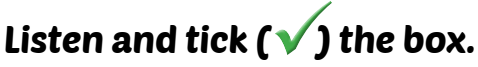 Listen and tick (✓) the box.